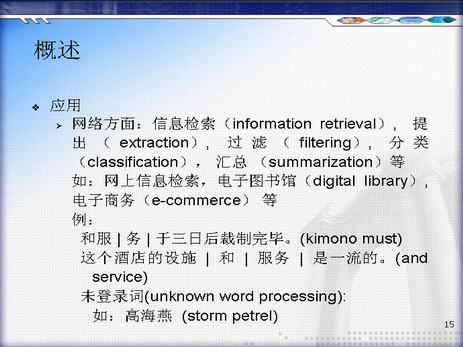 概述
应用
网络方面：信息检索（information retrieval）， 提
出（ extraction）， 过滤（ filtering）， 分类
（classification）， 汇总 （summarization）等
如：网上信息检索，电子图书馆（digital library），
电子商务（e-commerce） 等
例：
和服 | 务 | 于三日后裁制完毕。(kimono must)
这个酒店的设施 | 和 | 服务 | 是一流的。(and
service)
未登录词(unknown word processing):
如：高海燕 (storm petrel)
15